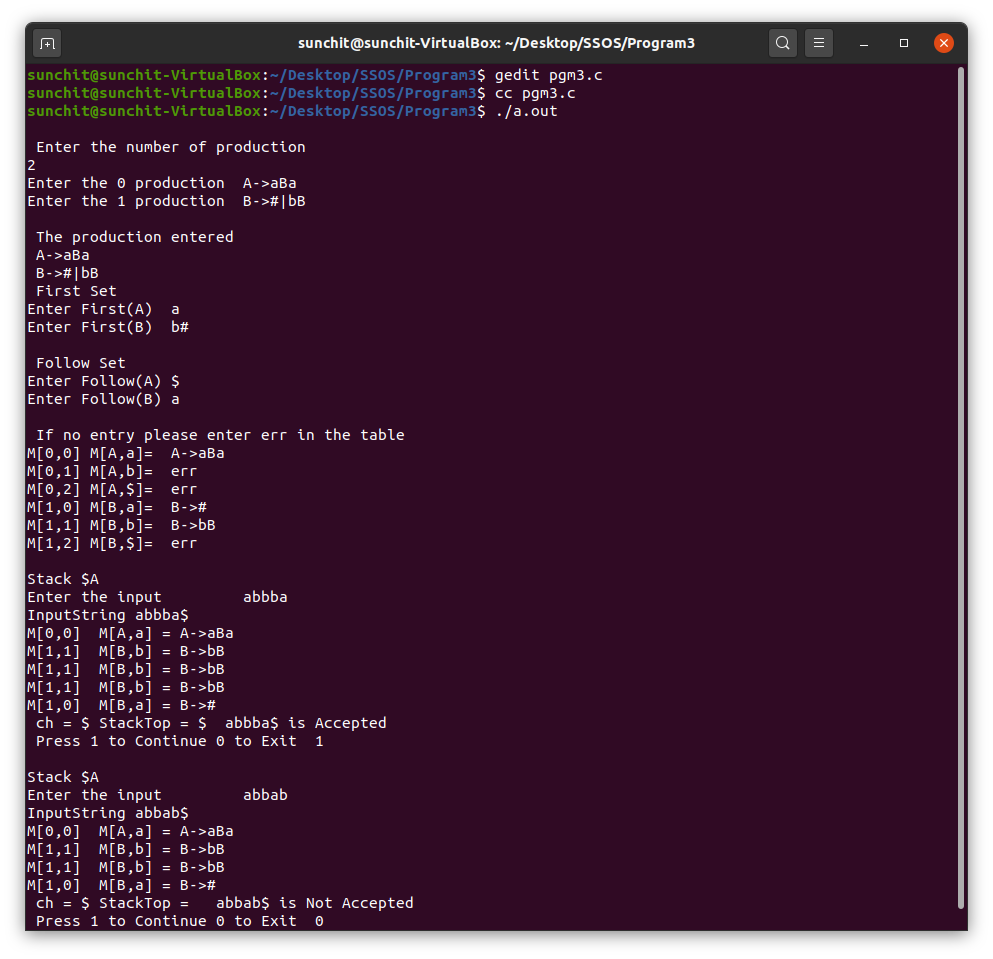 sunchit@sunchit-VirtualBox: ~/Desktop/SSOS/Program3
sunchit@sunchit-VirtualBox:~/Desktop/SSOS/Program3$ gedit pgm3.c
sunchit@sunchit-VirtualBox:~/Desktop/SSOS/Program3$ cc pgm3.c
sunchit@sunchit-VirtualBox:~/Desktop/SSOS/Program3$ ./a.out
Enter the number of production
2
Enter the 0 production  A->aBa
Enter the 1 production  B->#|bB
The production entered
A->aBa
B->#|bB
First Set
Enter First(A)  a
Enter First(B)  b#
Follow Set
Enter Follow(A) $
Enter Follow(B) a
If no entry please enter err in the table
M[0,0] M[A,a]=  A->aBa
M[0,1] M[A,b]=  err
M[0,2] M[A,$]=  err
M[1,0] M[B,a]=  B->#
M[1,1] M[B,b]=  B->bB
M[1,2] M[B,$]=  err
Stack $A
Enter the input         abbba
InputString abbba$
M[0,0]  M[A,a] = A->aBa
M[1,1]  M[B,b] = B->bB
M[1,1]  M[B,b] = B->bB
M[1,1]  M[B,b] = B->bB
M[1,0]  M[B,a] = B->#
ch = $ StackTop = $  abbba$ is Accepted
Press 1 to Continue 0 to Exit  1
Stack $A
Enter the input         abbab
InputString abbab$
M[0,0]  M[A,a] = A->aBa
M[1,1]  M[B,b] = B->bB
M[1,1]  M[B,b] = B->bB
M[1,0]  M[B,a] = B->#
ch = $ StackTop =   abbab$ is Not Accepted
Press 1 to Continue 0 to Exit  0